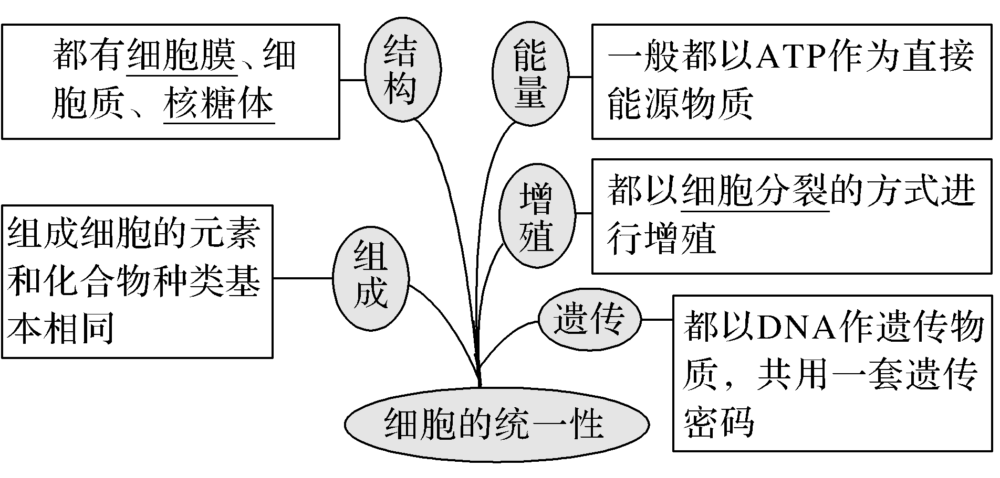 都有细胞膜、细
胞质、核糖体
结
构
能
量
一般都以ATP作为直接
能源物质
增
殖
都以细胞分裂的方式进
行增殖
组成细胞的元素
和化合物种类基
本相同
组
成
遗传
都以DNA作遗传物
质，共用一套遗传
密码
细胞的统一性